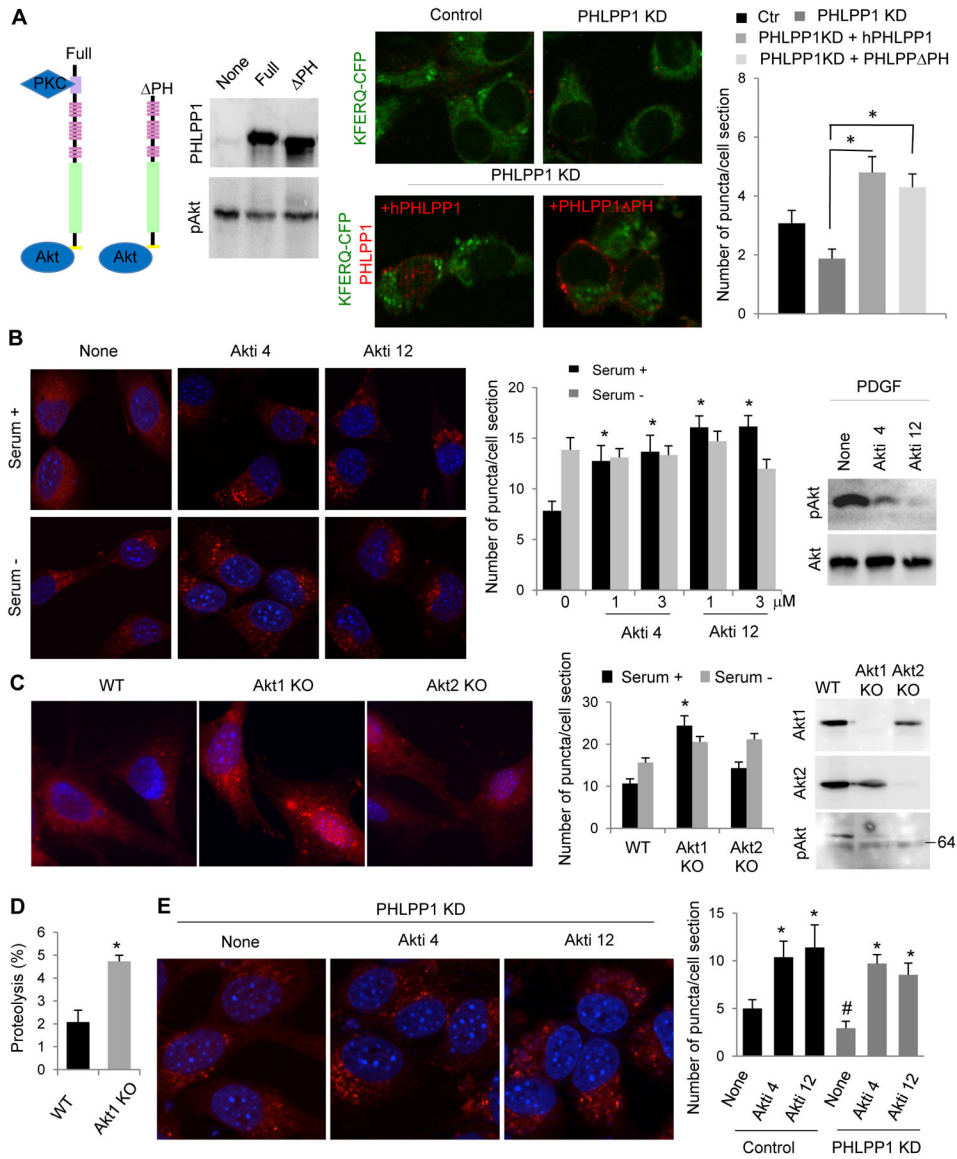 A
Full
PKC
ΔPH
Akt
Akt
None
Full
ΔPH
PHLPP1
pAkt
Control
PHLPP1 KD
KFERQ-CFP
PHLPP1 KD
+hPHLPP1
+PHLPP1ΔPH
KFERQ-CFP
PHLPP1
Ctr
PHLPP1 KD
PHLPP1KD + hPHLPP1
PHLPP1KD + PHLPPΔPH
Number of puncta/cell section
8
6
4
2
0
*
*
B
None
Akti 4
Akti 12
Serum +
Serum -
Serum +
Serum -
Number of puncta/cell section
20
15
10
5
0
* * * *
0 1 3 1 3 μM
Akti 4
Akti 12
PDGF
None
Akti 4
Akti 12
pAkt
Akt
C
WT
Akt1 KO
Akt2 KO
Serum +
Serum -
Number of puncta/cell section
30
20
10
0
*
WT
Akt1
KO
Akt2
KO
WT
Akt1
KO
Akt2
KO
Akt1
Akt2
pAkt
64
D
Proteolysis (%)
6
5
4
3
2
1
0
*
WT
Akt1 KO
E
PHLPP1 KD
None
Akti 4
Akti 12
Number of puncta/cell section
15
10
5
0
* * # * *
None
Akti 4
Akti 12
None
Akti 4
Akti 12
Control
PHLPP1 KD